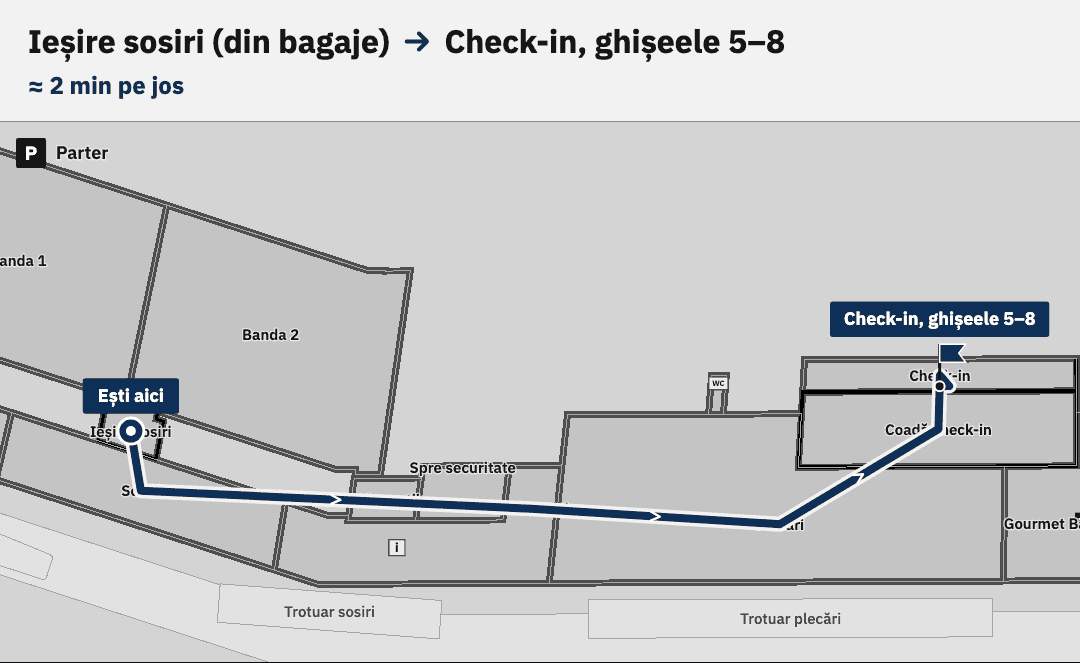 Ieșire sosiri (din bagaje) → Check-in, ghișeele 5–8
≈ 2 min pe jos
P Parter
anda 1
Banda 2
Check-in, ghișeele 5–8
Ești aici
WC
Spre securitate
Gourmet Ba
i
Trotuar sosiri
Trotuar plecări